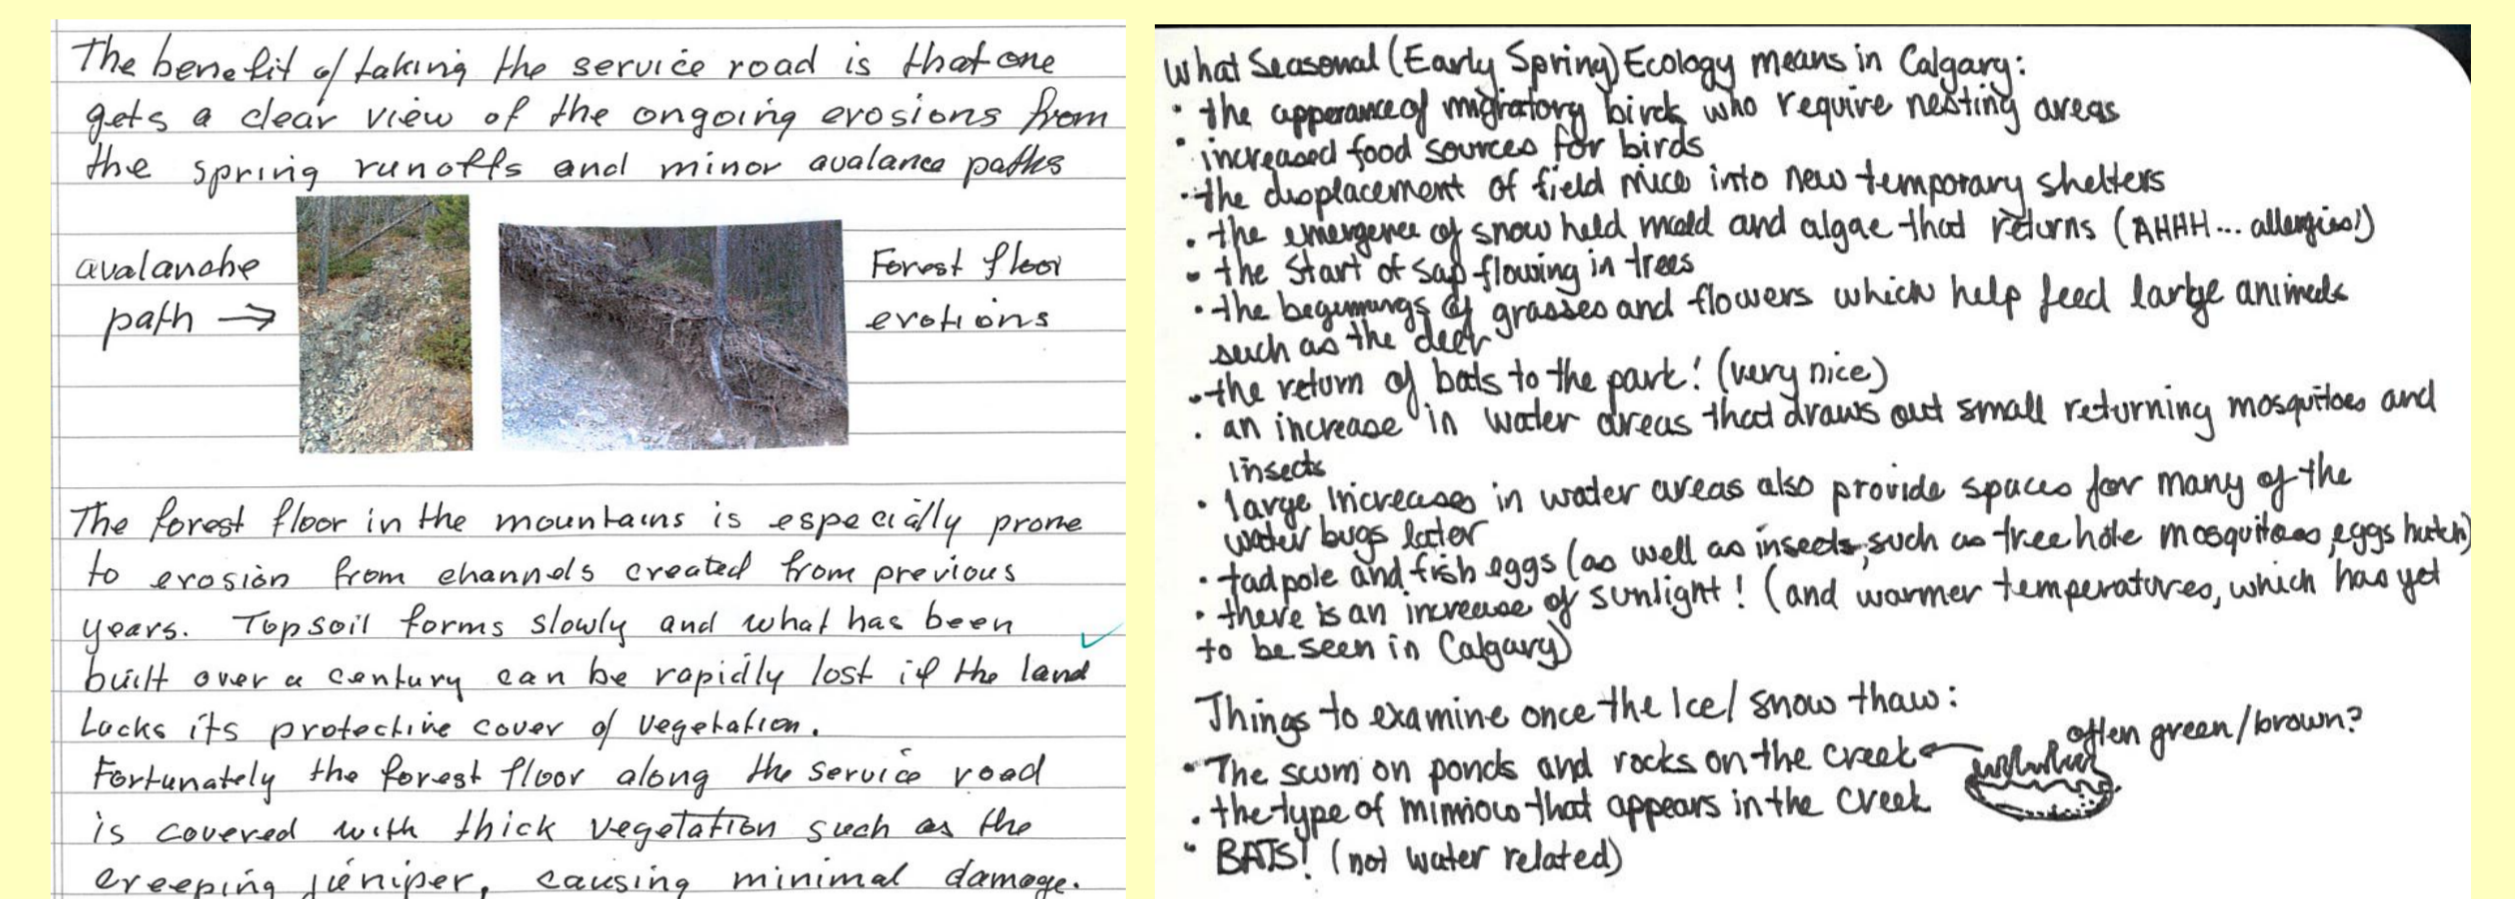 The benefit of taking the service road is that one
gets a clear view of the ongoing erosions from
the spring runoffs and minor avalance paths
avalanche
path →
Forest floor
erotions
The forest floor in the mountains is especially prone
to erosion from channels created from previous
years. Topsoil forms slowly and what has been
built over a century can be rapidly lost if the land
Lacks its protective cover of vegetation.
Fortunately the forest floor along the service road
is covered with thick vegetation such as the
creeping juniper, causing minimal damage.
What Seasonal (Early Spring) Ecology means in Calgary:
• the apperance of migratory birds who require nesting areas
• increased food sources for birds
• the displacement of field mice into new temporary shelters
• the emergence of snow held mold and algae that returns (AHHH... allergies!)
• the start of sap flowing in trees
• the beginnings of grasses and flowers which help feed large animals
such as the deer
• the return of bats to the park! (very nice)
• an increase in water areas that draws out small returning mosquitoes and
insects
• large increases in water areas also provide spaces for many of the
water bugs later
• tadpole and fish eggs (as well as insects, such as treehole mosquitoes, eggs hatch)
• there is an increase of sunlight! (and warmer temperatures, which has yet
to be seen in Calgary)
Things to examine once the Ice/snow thaw:
• The scum on ponds and rocks on the creek ← often green/brown?
• the type of minnows that appears in the creek
• BATS! (not water related)